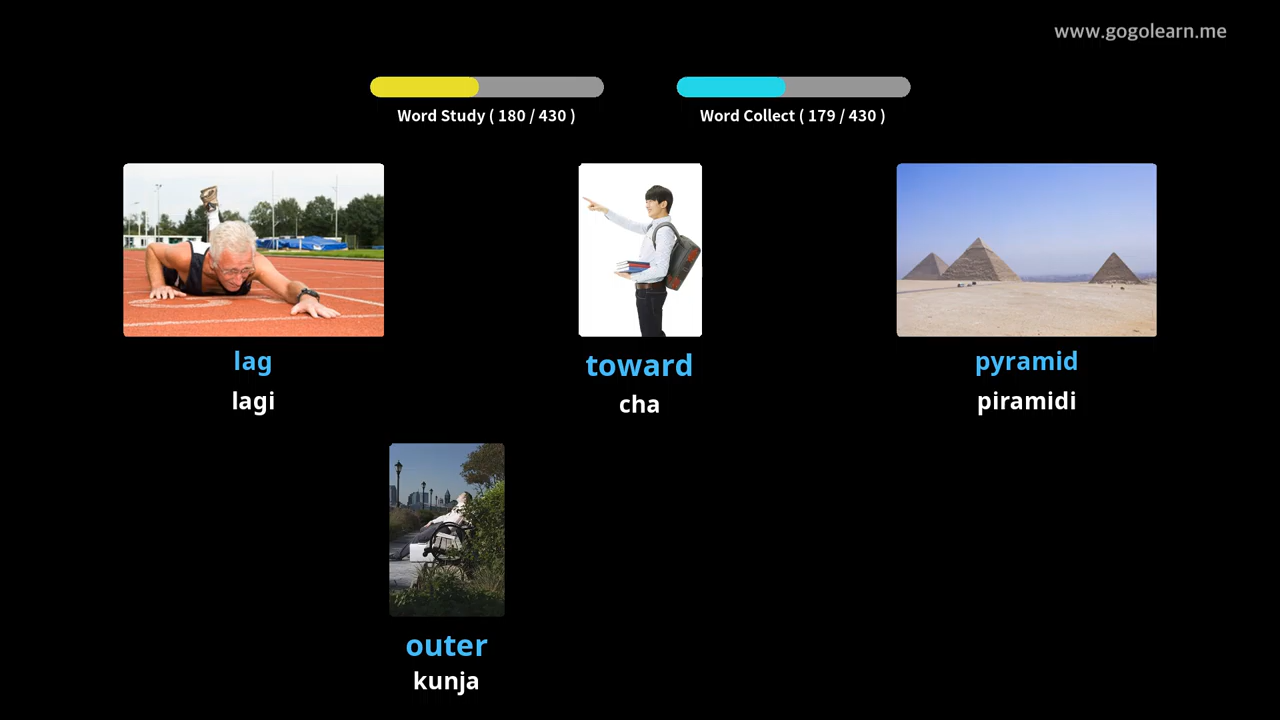 www.gogolearn.me
Word Study ( 180 / 430 )
Word Collect ( 179 / 430 )
lag
lagi
toward
cha
pyramid
piramidi
outer
kunja